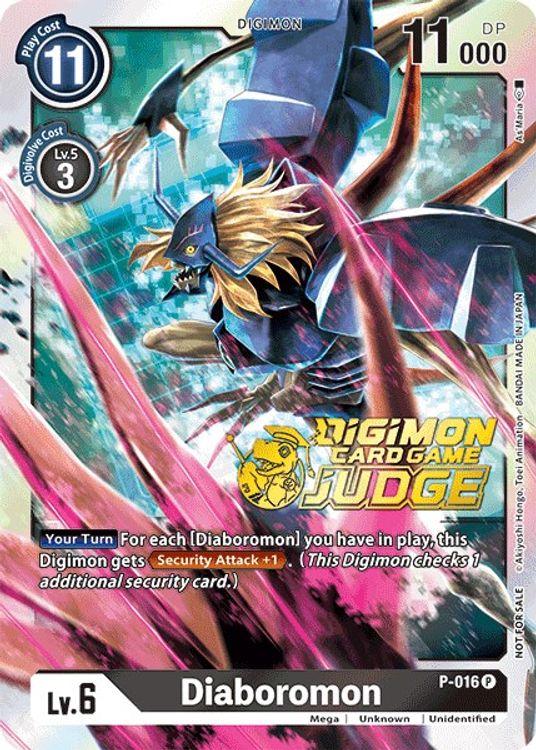 DIGIMON
Play Cost
11
DP
11000
Digivolve Cost
Lv.5
3
As'Maria
DIGIMON
CARD GAME
JUDGE
Your Turn For each [Diaboromon] you have in play, this
Digimon gets Security Attack +1. (This Digimon checks 1
additional security card.)
©Akiyoshi Hongo, Toei Animation / BANDAI MADE IN JAPAN
NOT FOR SALE
P-016 P
Lv.6
Diaboromon
Mega | Unknown | Unidentified